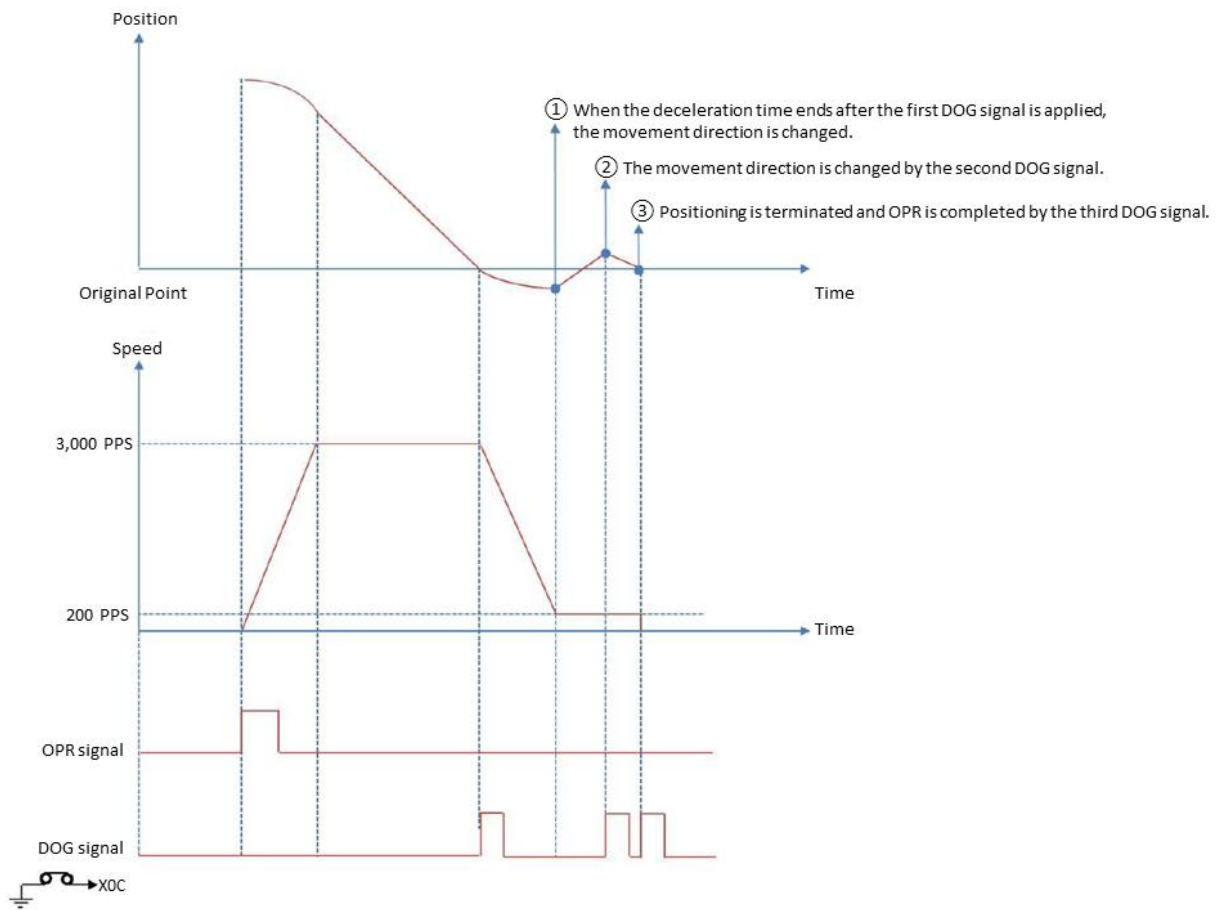 Position
① When the deceleration time ends after the first DOG signal is applied,
the movement direction is changed.
② The movement direction is changed by the second DOG signal.
③ Positioning is terminated and OPR is completed by the third DOG signal.
Original Point
Time
Speed
3,000 PPS
200 PPS
Time
OPR signal
DOG signal
X0C